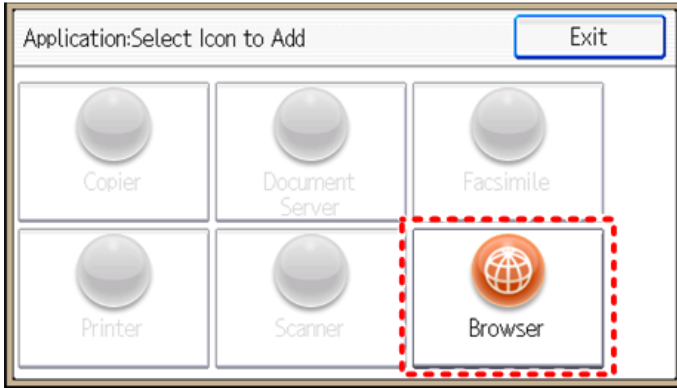 Application:Select Icon to Add
Exit
Copier
Document
Server
Facsimile
Printer
Scanner
Browser